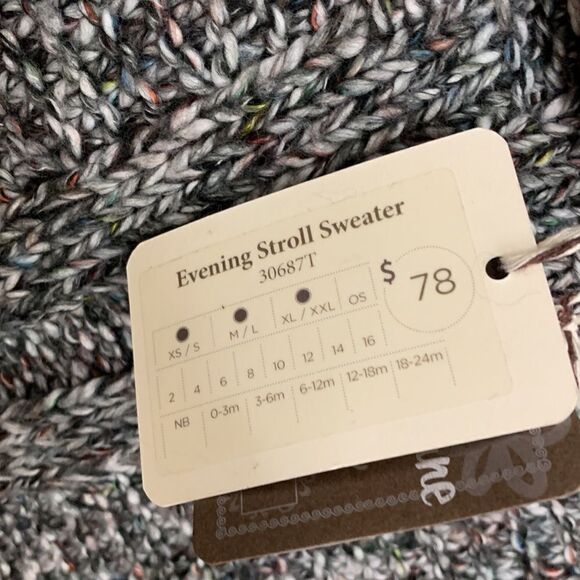 Evening Stroll Sweater
30687T
$ 78
XS / S M / L XL / XXL OS
2 4 6 8 10 12 14 16
NB 0-3m 3-6m 6-12m 12-18m 18-24m